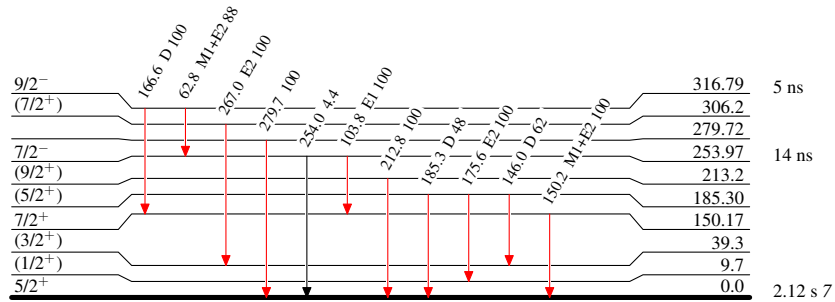 166.6 D 100
62.8 M1+E2 88
267.0 E2 100
279.7 100
254.0 4.4
103.8 E1 100
212.8 100
185.3 D 48
175.6 E2 100
146.0 D 62
150.2 M1+E2 100
9/2− 316.79 5 ns
(7/2+) 306.2
279.72
7/2− 253.97 14 ns
(9/2+) 213.2
(5/2+) 185.30
7/2+ 150.17
(3/2+) 39.3
(1/2+) 9.7
5/2+ 0.0 2.12 s 7